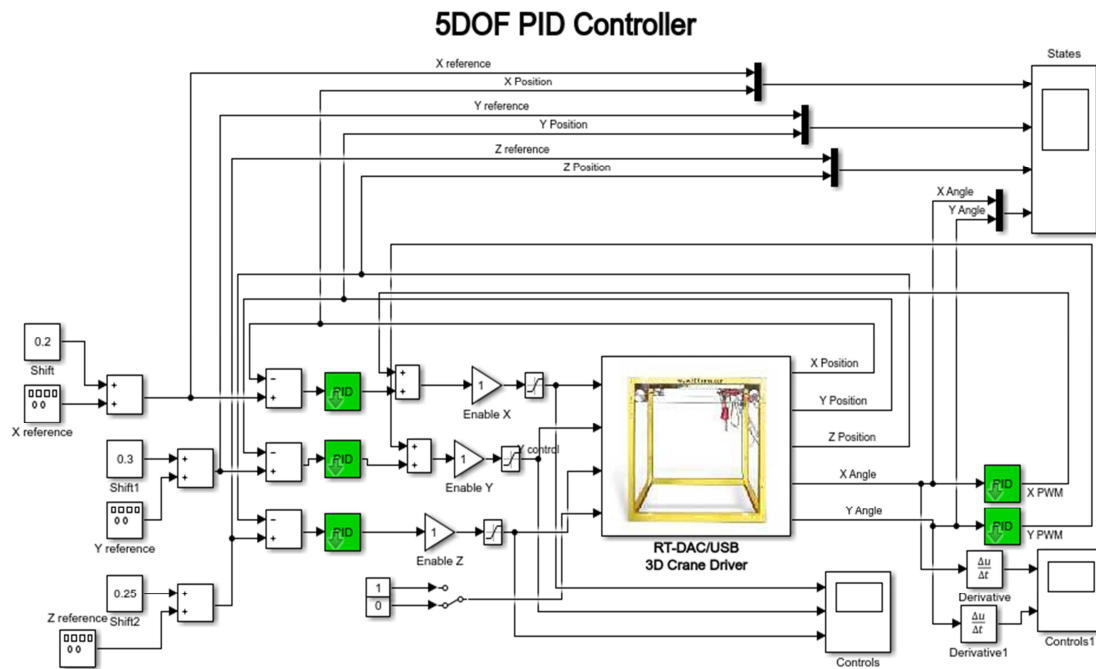 5DOF PID Controller
States
X reference
X Position
Y reference
Y Position
Z reference
Z Position
X Angle
Y Angle
0.2
Shift
X reference
0.3
Shift1
Y reference
0.25
Shift2
Z reference
PID
PID
PID
1
Enable X
1
Enable Y
Y control
1
Enable Z
1
0
RT-DAC/USB
3D Crane Driver
X Position
Y Position
Z Position
X Angle
Y Angle
PID
X PWM
PID
Y PWM
Δu
Δt
Derivative
Δu
Δt
Derivative1
Controls
Controls1